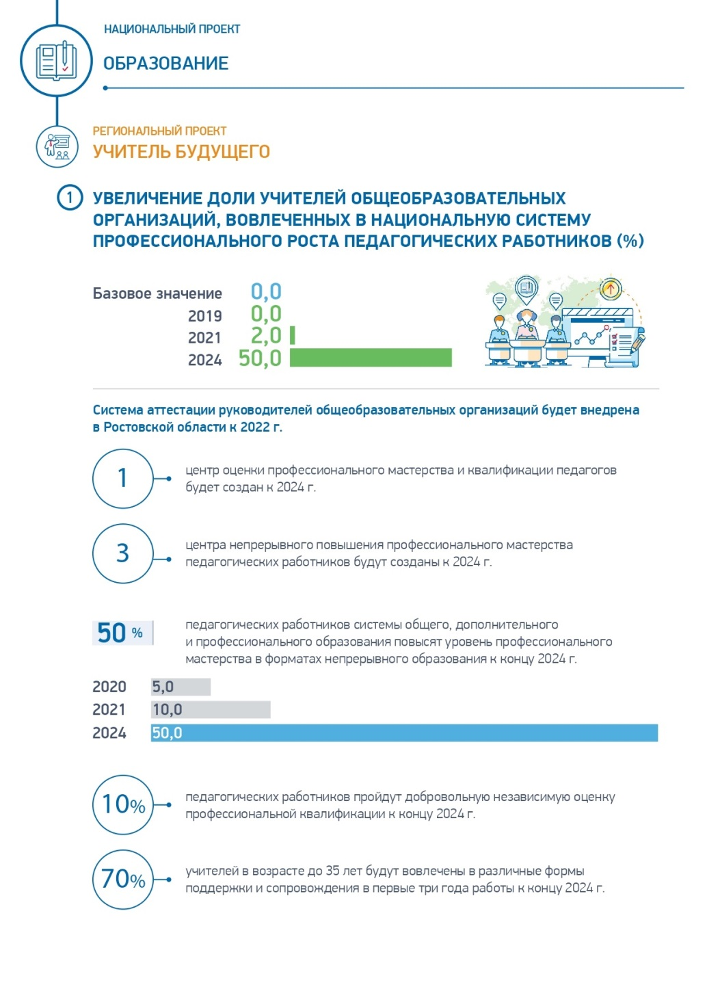 НАЦИОНАЛЬНЫЙ ПРОЕКТ
ОБРАЗОВАНИЕ
РЕГИОНАЛЬНЫЙ ПРОЕКТ
УЧИТЕЛЬ БУДУЩЕГО
1 УВЕЛИЧЕНИЕ ДОЛИ УЧИТЕЛЕЙ ОБЩЕОБРАЗОВАТЕЛЬНЫХ
ОРГАНИЗАЦИЙ, ВОВЛЕЧЕННЫХ В НАЦИОНАЛЬНУЮ СИСТЕМУ
ПРОФЕССИОНАЛЬНОГО РОСТА ПЕДАГОГИЧЕСКИХ РАБОТНИКОВ (%)
Базовое значение 0,0
2019 0,0
2021 2,0
2024 50,0
Система аттестации руководителей общеобразовательных организаций будет внедрена
в Ростовской области к 2022 г.
1
центр оценки профессионального мастерства и квалификации педагогов
будет создан к 2024 г.
3
центра непрерывного повышения профессионального мастерства
педагогических работников будут созданы к 2024 г.
50 %
педагогических работников системы общего, дополнительного
и профессионального образования повысят уровень профессионального
мастерства в форматах непрерывного образования к концу 2024 г.
2020 5,0
2021 10,0
2024 50,0
10%
педагогических работников пройдут добровольную независимую оценку
профессиональной квалификации к концу 2024 г.
70%
учителей в возрасте до 35 лет будут вовлечены в различные формы
поддержки и сопровождения в первые три года работы к концу 2024 г.